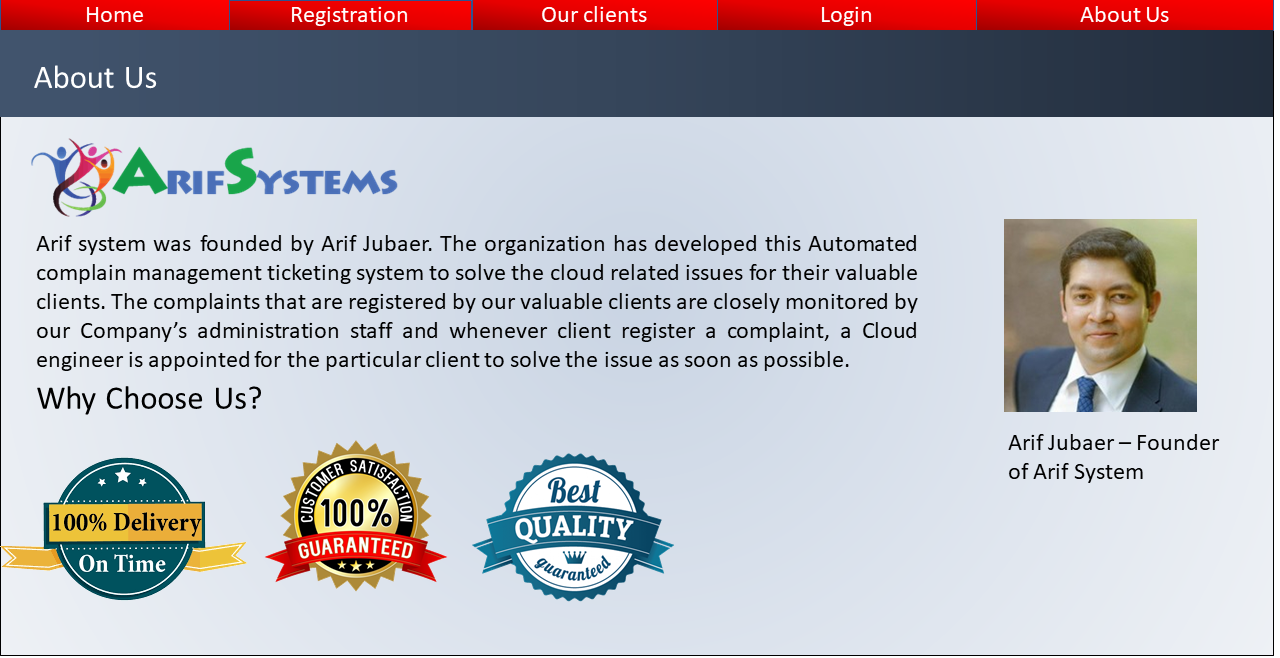 Home Registration Our clients Login About Us
About Us
ARIFSYSTEMS
Arif system was founded by Arif Jubaer. The organization has developed this Automated
complain management ticketing system to solve the cloud related issues for their valuable
clients. The complaints that are registered by our valuable clients are closely monitored by
our Company’s administration staff and whenever client register a complaint, a Cloud
engineer is appointed for the particular client to solve the issue as soon as possible.
Why Choose Us?
Arif Jubaer – Founder
of Arif System
100% Delivery
On Time
CUSTOMER SATISFACTION
100%
GUARANTEED
Best
QUALITY
guaranteed